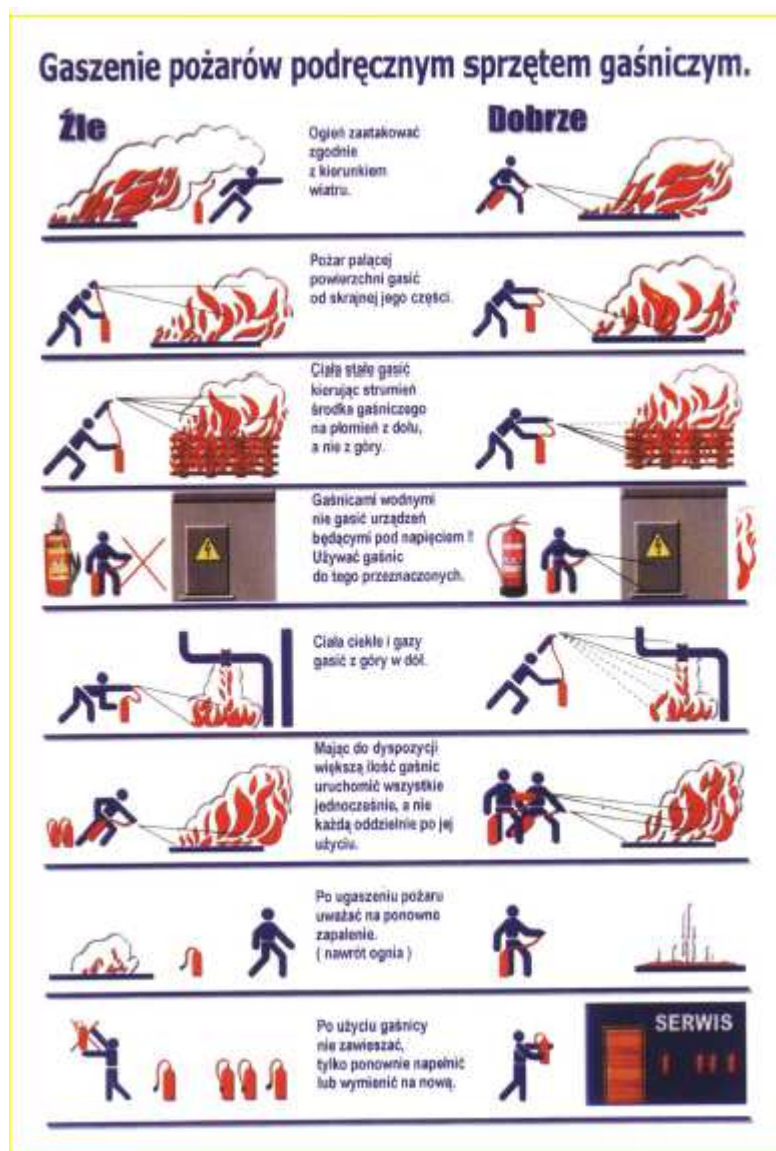 Gaszenie pożarów podręcznym sprzętem gaśniczym.
Źle
Dobrze
Ogień zaatakować
zgodnie
z kierunkiem
wiatru.
Pożar palącej
powierzchni gasić
od skrajnej jego części.
Ciała stałe gasić
kierując strumień
środka gaśniczego
na płomień z dołu,
a nie z góry.
Gaśnicami wodnymi
nie gasić urządzeń
będącymi pod napięciem !!
Używać gaśnic
do tego przeznaczonych.
Ciała ciekłe i gazy
gasić z góry w dół.
Mając do dyspozycji
większą ilość gaśnic
uruchomić wszystkie
jednocześnie, a nie
każdą oddzielnie po jej
użyciu.
Po ugaszeniu pożaru
uważać na ponowne
zapalenie.
( nawrót ognia )
Po użyciu gaśnicy
nie zawieszać,
tylko ponownie napełnić
lub wymienić na nową.
SERWIS